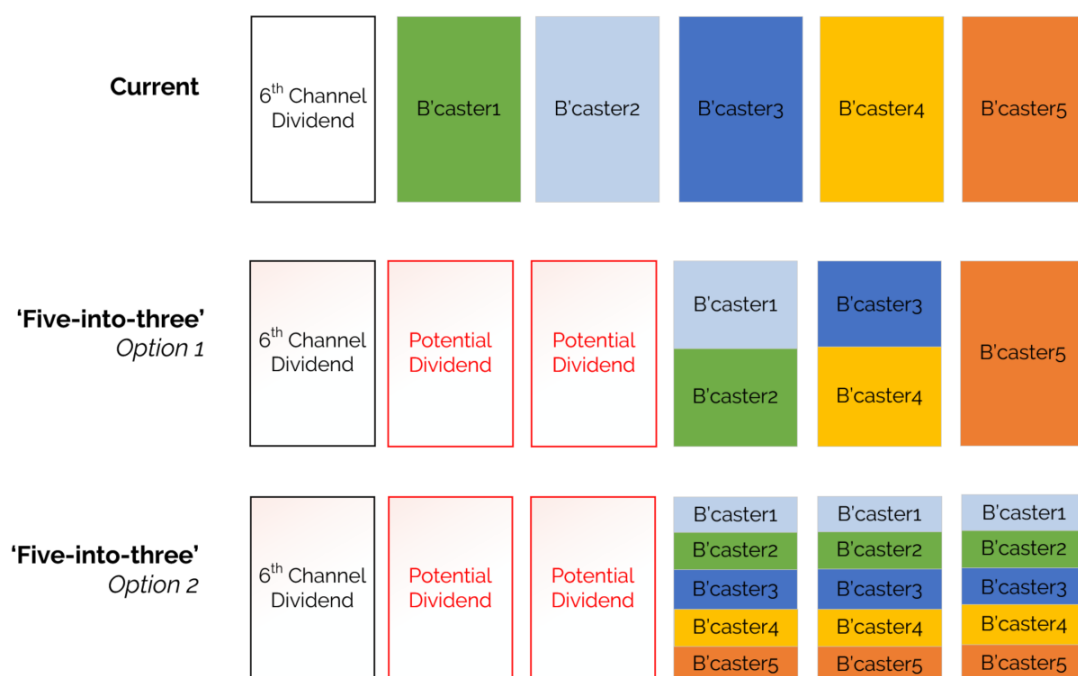 Current
6th Channel
Dividend
B'caster1
B'caster2
B'caster3
B'caster4
B'caster5
'Five-into-three'
Option 1
6th Channel
Dividend
Potential
Dividend
Potential
Dividend
B'caster1
B'caster2
B'caster3
B'caster4
B'caster5
'Five-into-three'
Option 2
6th Channel
Dividend
Potential
Dividend
Potential
Dividend
B'caster1
B'caster2
B'caster3
B'caster4
B'caster5
B'caster1
B'caster2
B'caster3
B'caster4
B'caster5
B'caster1
B'caster2
B'caster3
B'caster4
B'caster5